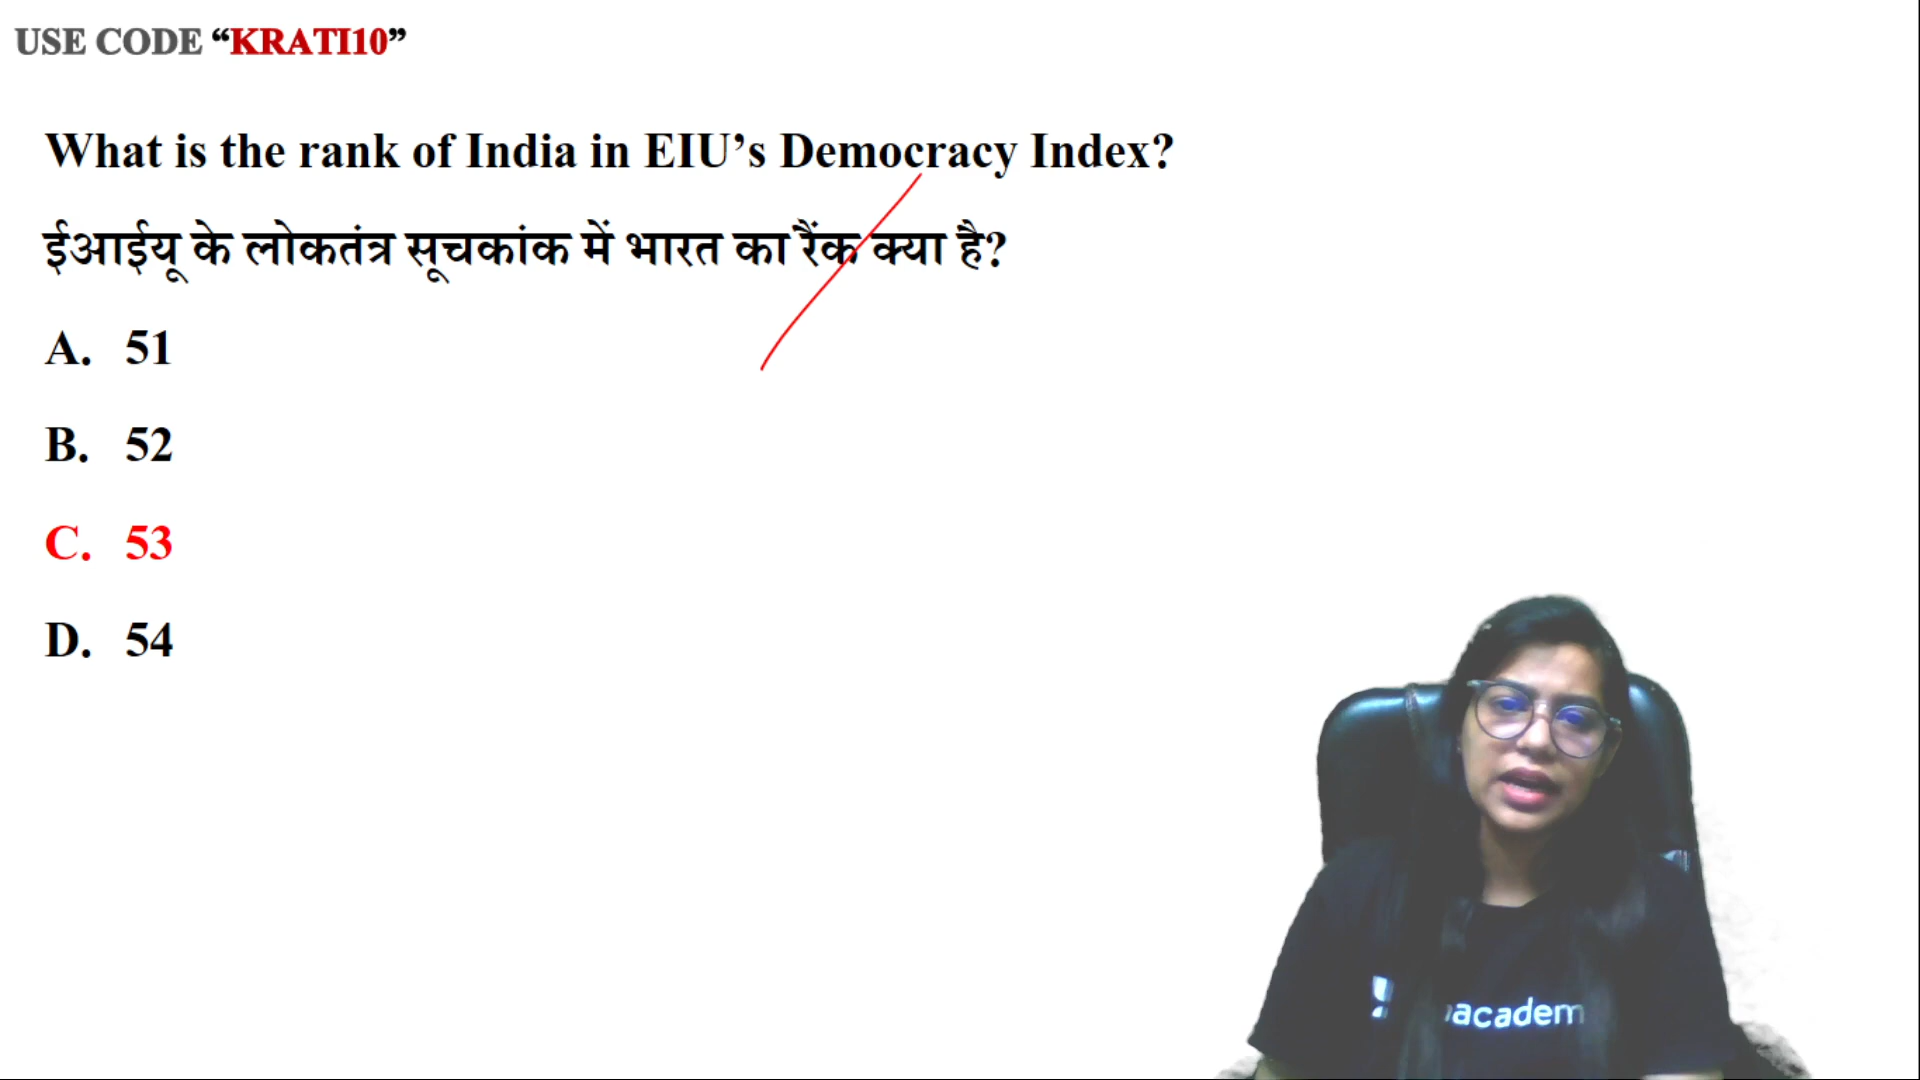 USE CODE “KRATI10”
What is the rank of India in EIU’s Democracy Index?
ईआईयू के लोकतंत्र सूचकांक में भारत का रैंक क्या है?
A. 51
B. 52
C. 53
D. 54
academ